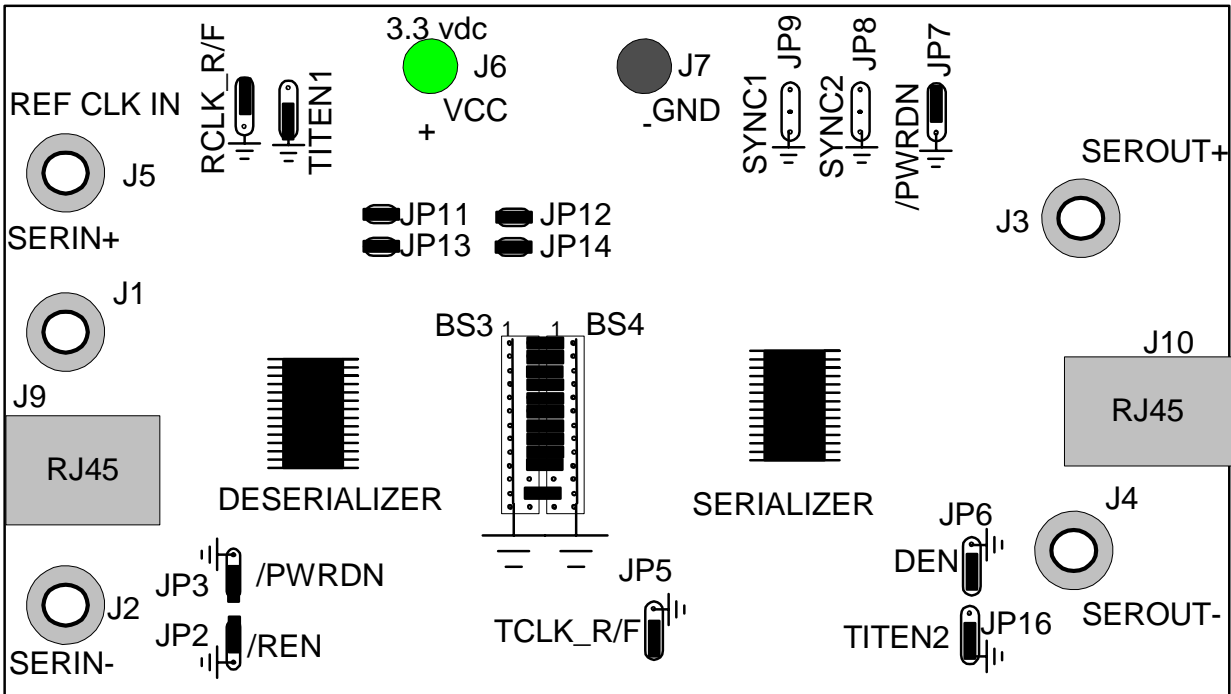 3.3 vdc
J6
VCC
+
J7
GND
-
RCLK_R/F
TITEN1
SYNC1
JP9
SYNC2
JP8
/PWRDN
JP7
REF CLK IN
J5
SERIN+
SEROUT+
J3
JP11
JP12
JP13
JP14
J1
BS3
1
1
BS4
J10
RJ45
J9
RJ45
DESERIALIZER
SERIALIZER
J4
JP6
DEN
JP3
/PWRDN
JP5
J2
JP2
/REN
TCLK_R/F
TITEN2
JP16
SEROUT-
SERIN-